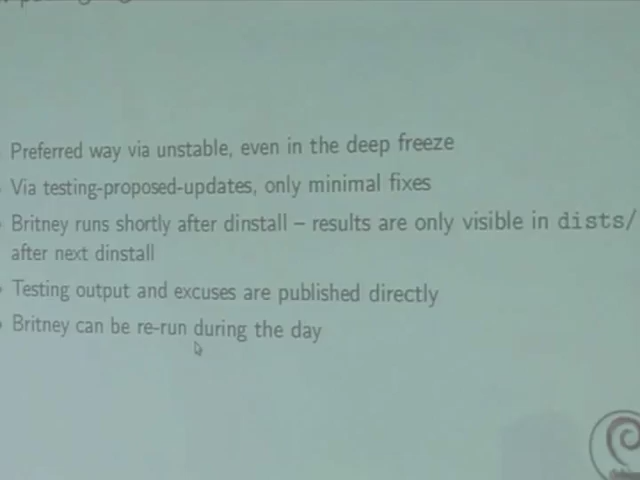 Preferred way via unstable, even in the deep freeze
Via testing-proposed-updates, only minimal fixes
Britney runs shortly after dinstall – results are only visible in dists/
after next dinstall
Testing output and excuses are published directly
Britney can be re-run during the day